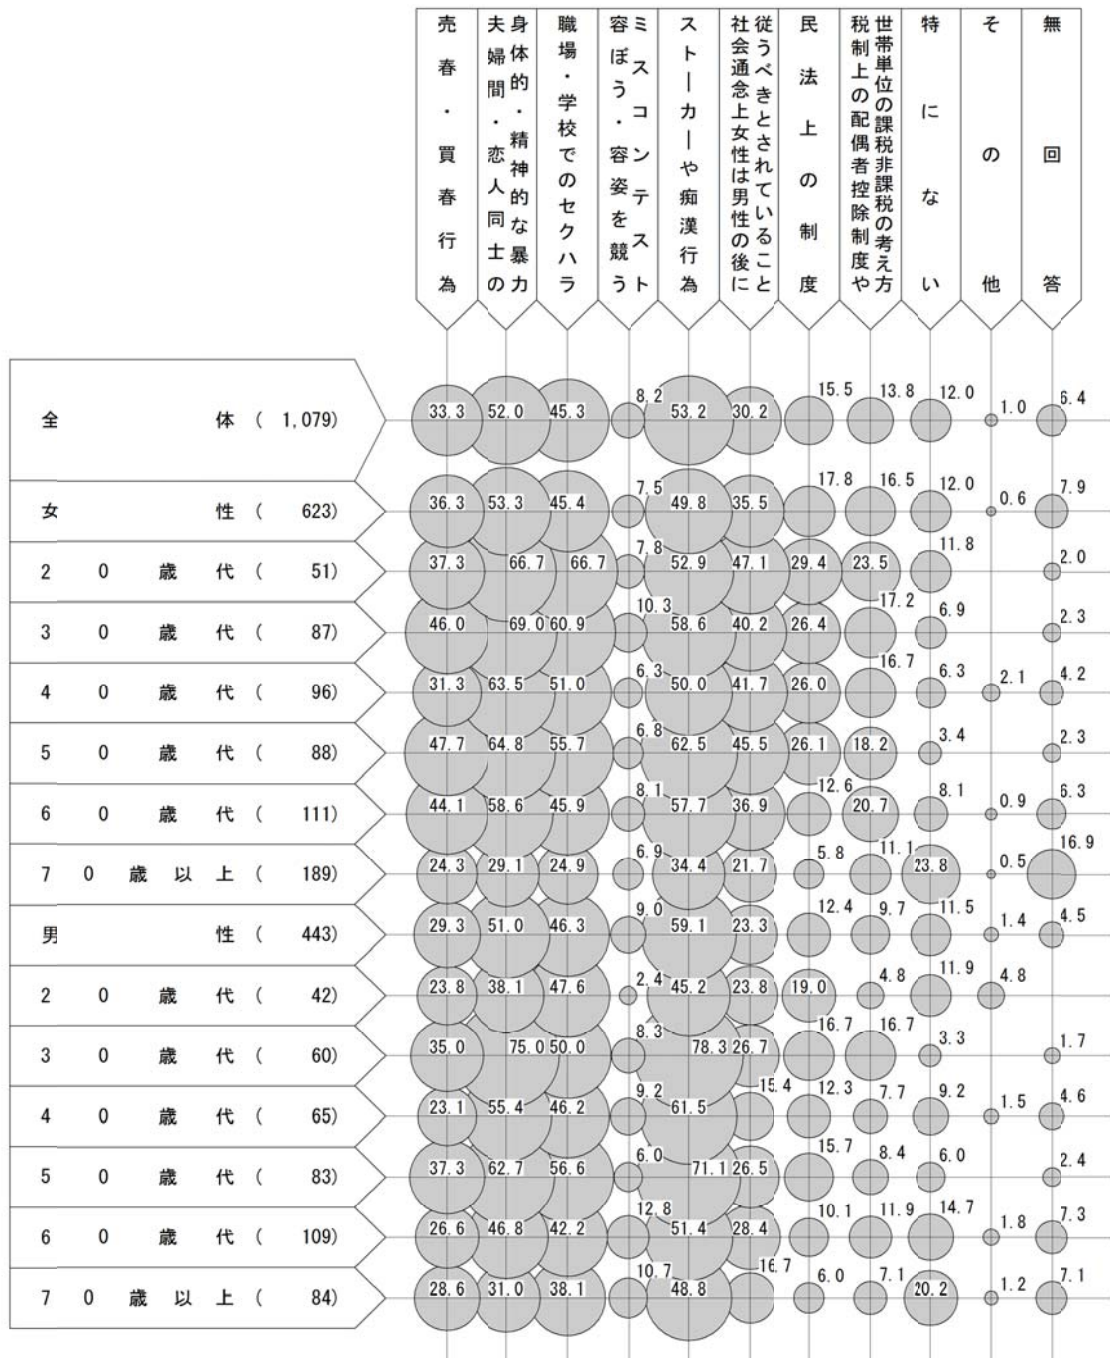 売春・買春行為
身体的・精神的な暴力
夫婦間・恋人同士の
職場・学校でのセクハラ
ミスコンテスト
容ぼう・容姿を競う
ストーカーや痴漢行為
従うべきとされていること
社会通念上女性は男性の後に
民法上の制度
世帯単位の課税非課税の考え方
税制上の配偶者控除制度や
特にない
その他
無回答
全体(1,079) 33.3 52.0 45.3 8.2 53.2 30.2 15.5 13.8 12.0 1.0 6.4
女性(623) 36.3 53.3 45.4 7.5 49.8 35.5 17.8 16.5 12.0 0.6 7.9
20歳代(51) 37.3 66.7 66.7 7.8 52.9 47.1 29.4 23.5 11.8 2.0
30歳代(87) 46.0 69.0 60.9 10.3 58.6 40.2 26.4 17.2 6.9 2.3
40歳代(96) 31.3 63.5 51.0 6.3 50.0 41.7 26.0 16.7 6.3 2.1 4.2
50歳代(88) 47.7 64.8 55.7 6.8 62.5 45.5 26.1 18.2 3.4 2.3
60歳代(111) 44.1 58.6 45.9 8.1 57.7 36.9 12.6 20.7 8.1 0.9 6.3
70歳以上(189) 24.3 29.1 24.9 6.9 34.4 21.7 5.8 11.1 23.8 0.5 16.9
男性(443) 29.3 51.0 46.3 9.0 59.1 23.3 12.4 9.7 11.5 1.4 4.5
20歳代(42) 23.8 38.1 47.6 2.4 45.2 23.8 19.0 4.8 11.9 4.8
30歳代(60) 35.0 75.0 50.0 8.3 78.3 26.7 16.7 16.7 3.3 1.7
40歳代(65) 23.1 55.4 46.2 9.2 61.5 15.4 12.3 7.7 9.2 1.5 4.6
50歳代(83) 37.3 62.7 56.6 6.0 71.1 26.5 15.7 8.4 6.0 2.4
60歳代(109) 26.6 46.8 42.2 12.8 51.4 28.4 10.1 11.9 14.7 1.8 7.3
70歳以上(84) 28.6 31.0 38.1 10.7 48.8 16.7 6.0 7.1 20.2 1.2 7.1